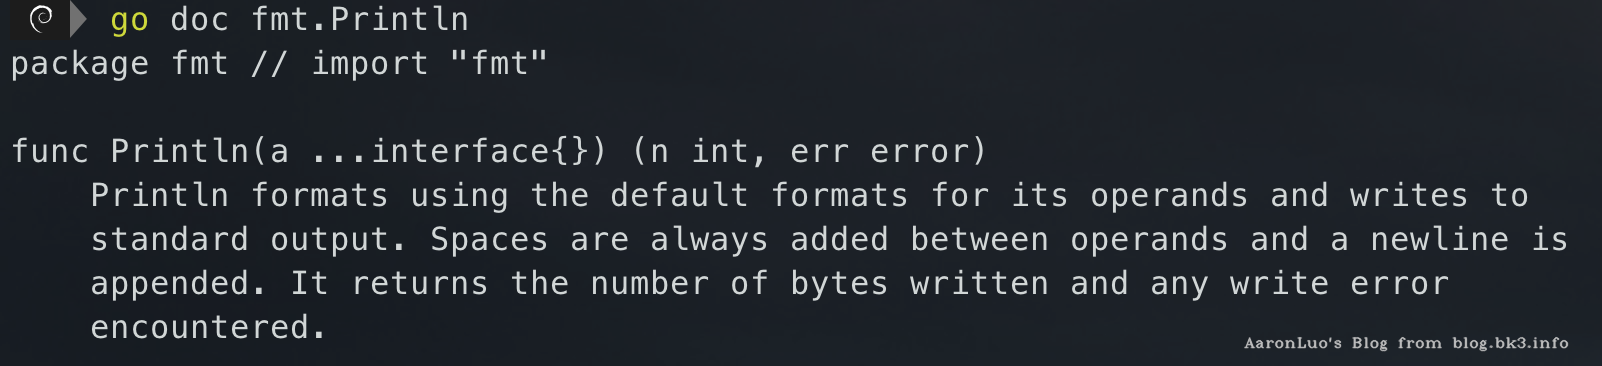 go doc fmt.Println
package fmt // import "fmt"
func Println(a ...interface{}) (n int, err error)
Println formats using the default formats for its operands and writes to
standard output. Spaces are always added between operands and a newline is
appended. It returns the number of bytes written and any write error
encountered.
AaronLuo's Blog from blog.bk3.info